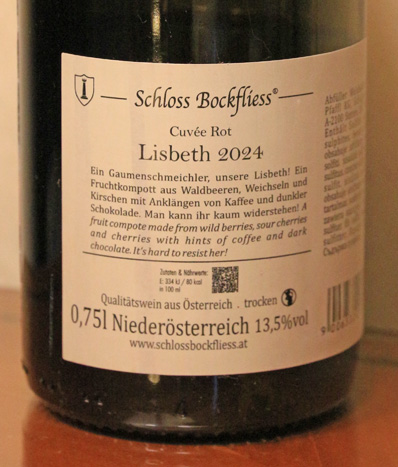 I
Schloss Bockfliess®
Cuvée Rot
Lisbeth 2024
Ein Gaumenschmeichler, unsere Lisbeth! Ein
Fruchtkompott aus Waldbeeren, Weichseln und
Kirschen mit Anklängen von Kaffee und dunkler
Schokolade. Man kann ihr kaum widerstehen! A
fruit compote made from wild berries, sour cherries
and cherries with hints of coffee and dark
chocolate. It's hard to resist her!
Zutaten & Nährwerte:
E: 334 kJ / 80 kcal
in 100 ml
Qualitätswein aus Österreich . trocken
0,75l Niederösterreich 13,5%vol
www.schlossbockfliess.at
Abfüller
Pfaffl